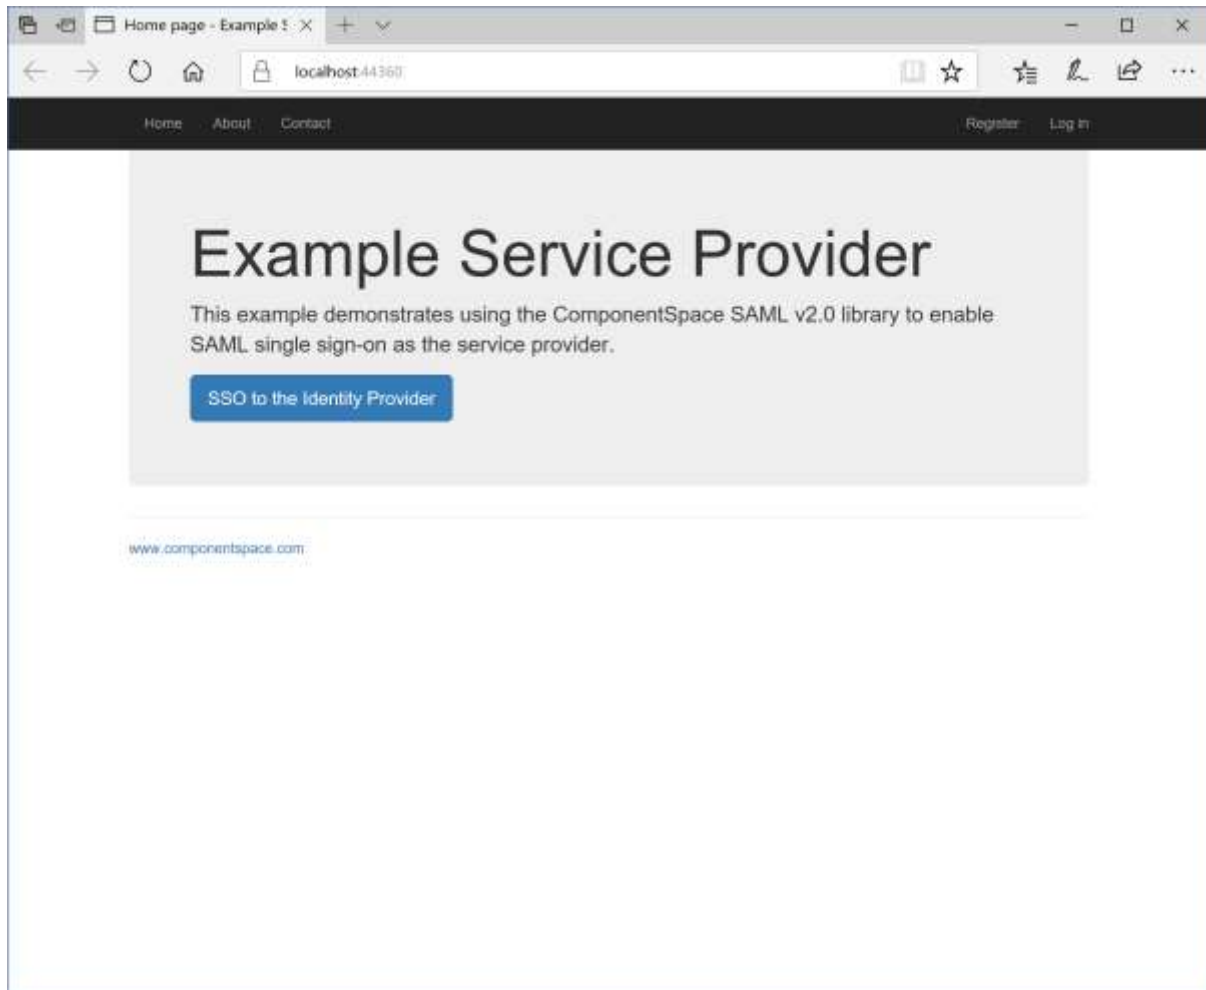 Home page - Example S
localhost:44360
Home About Contact Register Log in
Example Service Provider
This example demonstrates using the ComponentSpace SAML v2.0 library to enable
SAML single sign-on as the service provider.
SSO to the Identity Provider
www.componentspace.com